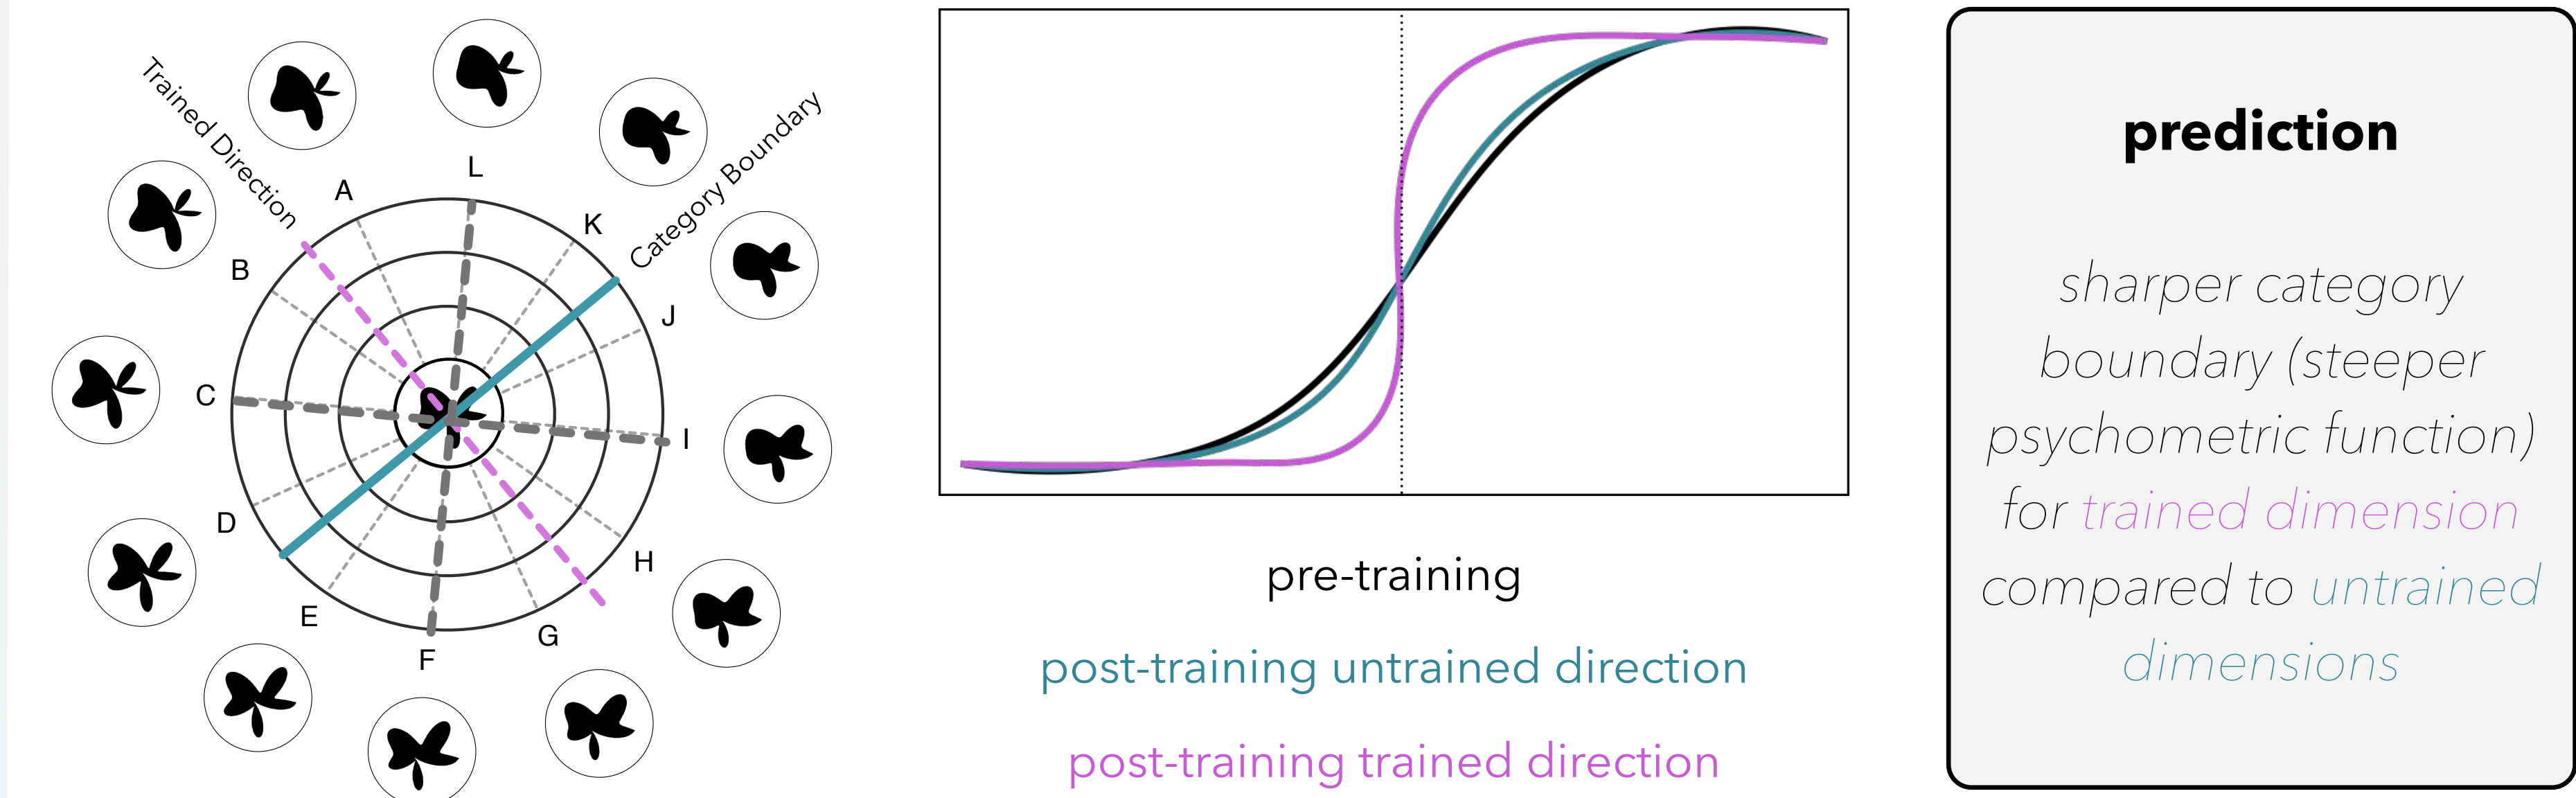 Trained Direction
Category Boundary
A
L
K
B
J
C
I
D
H
E
G
F
pre-training
post-training untrained direction
post-training trained direction
prediction
sharper category
boundary (steeper
psychometric function)
for trained dimension
compared to untrained
dimensions